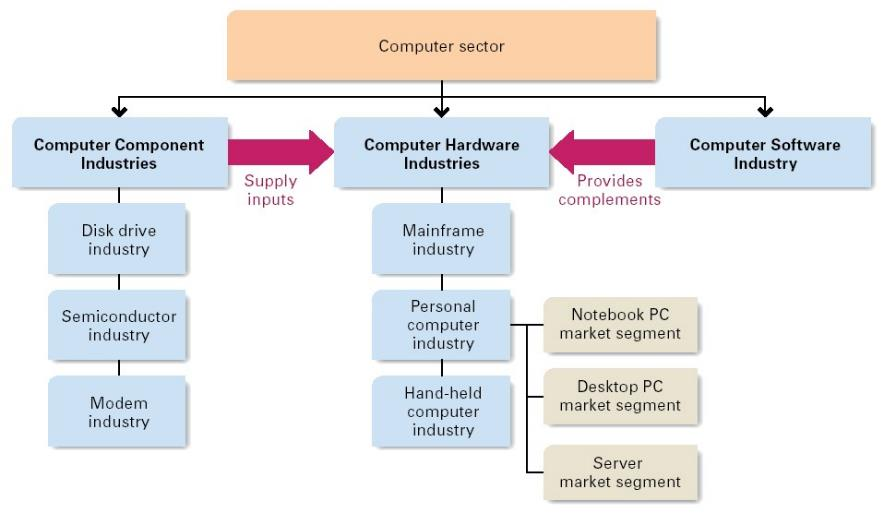 Computer sector
Computer Component
Industries
Supply
inputs
Computer Hardware
Industries
Provides
complements
Computer Software
Industry
Disk drive
industry
Semiconductor
industry
Modem
industry
Mainframe
industry
Personal
computer
industry
Hand-held
computer
industry
Notebook PC
market segment
Desktop PC
market segment
Server
market segment